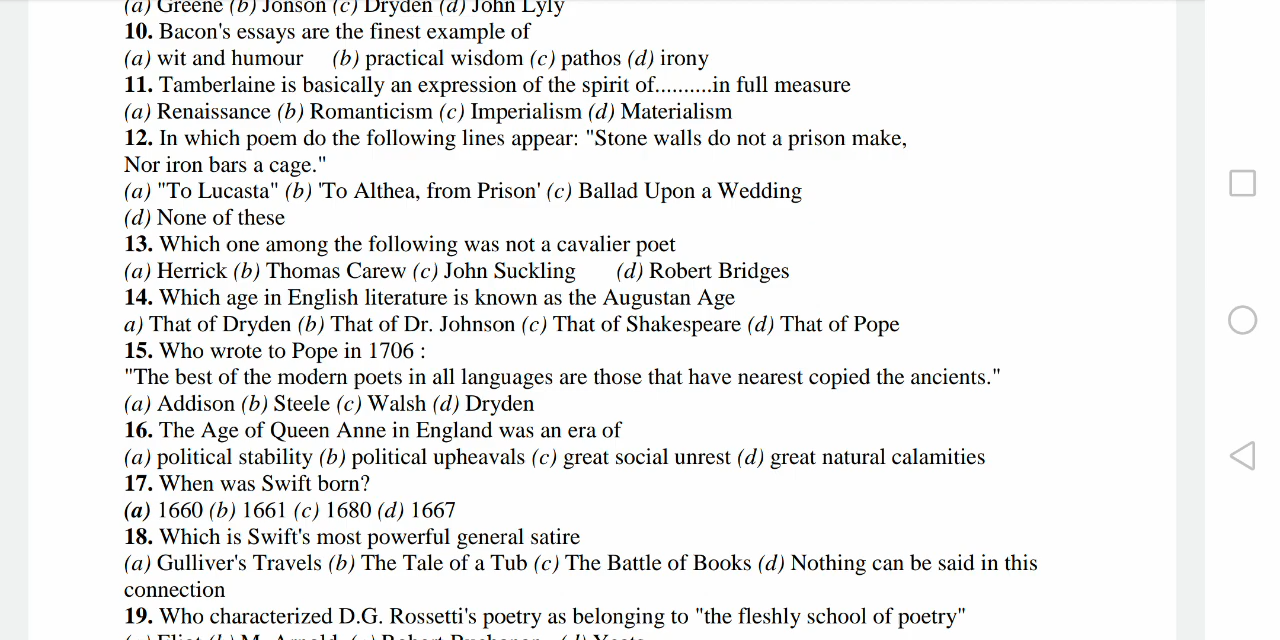 (a) Greene (b) Jonson (c) Dryden (d) John Lyly
10. Bacon's essays are the finest example of
(a) wit and humour (b) practical wisdom (c) pathos (d) irony
11. Tamberlaine is basically an expression of the spirit of..........in full measure
(a) Renaissance (b) Romanticism (c) Imperialism (d) Materialism
12. In which poem do the following lines appear: "Stone walls do not a prison make,
Nor iron bars a cage."
(a) "To Lucasta" (b) 'To Althea, from Prison' (c) Ballad Upon a Wedding
(d) None of these
13. Which one among the following was not a cavalier poet
(a) Herrick (b) Thomas Carew (c) John Suckling (d) Robert Bridges
14. Which age in English literature is known as the Augustan Age
a) That of Dryden (b) That of Dr. Johnson (c) That of Shakespeare (d) That of Pope
15. Who wrote to Pope in 1706 :
"The best of the modern poets in all languages are those that have nearest copied the ancients."
(a) Addison (b) Steele (c) Walsh (d) Dryden
16. The Age of Queen Anne in England was an era of
(a) political stability (b) political upheavals (c) great social unrest (d) great natural calamities
17. When was Swift born?
(a) 1660 (b) 1661 (c) 1680 (d) 1667
18. Which is Swift's most powerful general satire
(a) Gulliver's Travels (b) The Tale of a Tub (c) The Battle of Books (d) Nothing can be said in this
connection
19. Who characterized D.G. Rossetti's poetry as belonging to "the fleshly school of poetry"